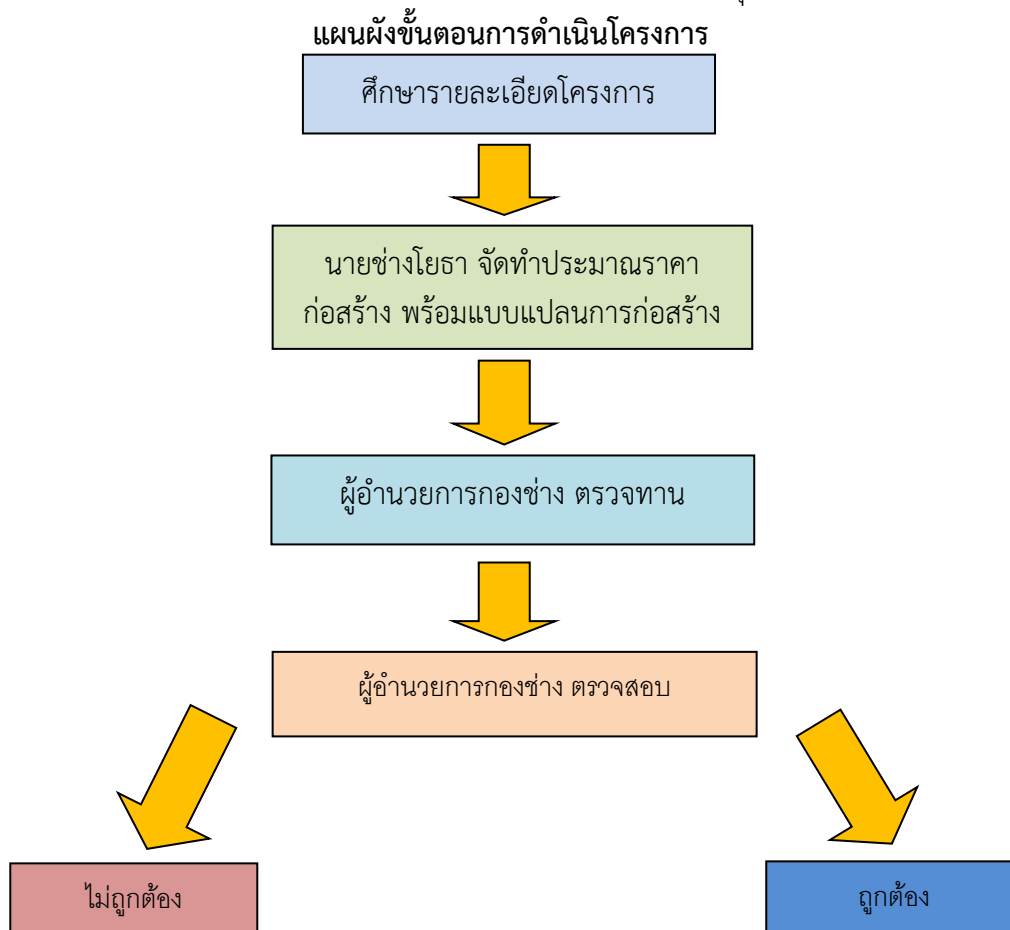 แผนผังขั้นตอนการดำเนินโครงการ
ศึกษารายละเอียดโครงการ
นายช่างโยธา จัดทำประมาณราคา
ก่อสร้าง พร้อมแบบแปลนการก่อสร้าง
ผู้อำนวยการกองช่าง ตรวจทาน
ผู้อำนวยการกองช่าง ตรวจสอบ
ไม่ถูกต้อง
ถูกต้อง